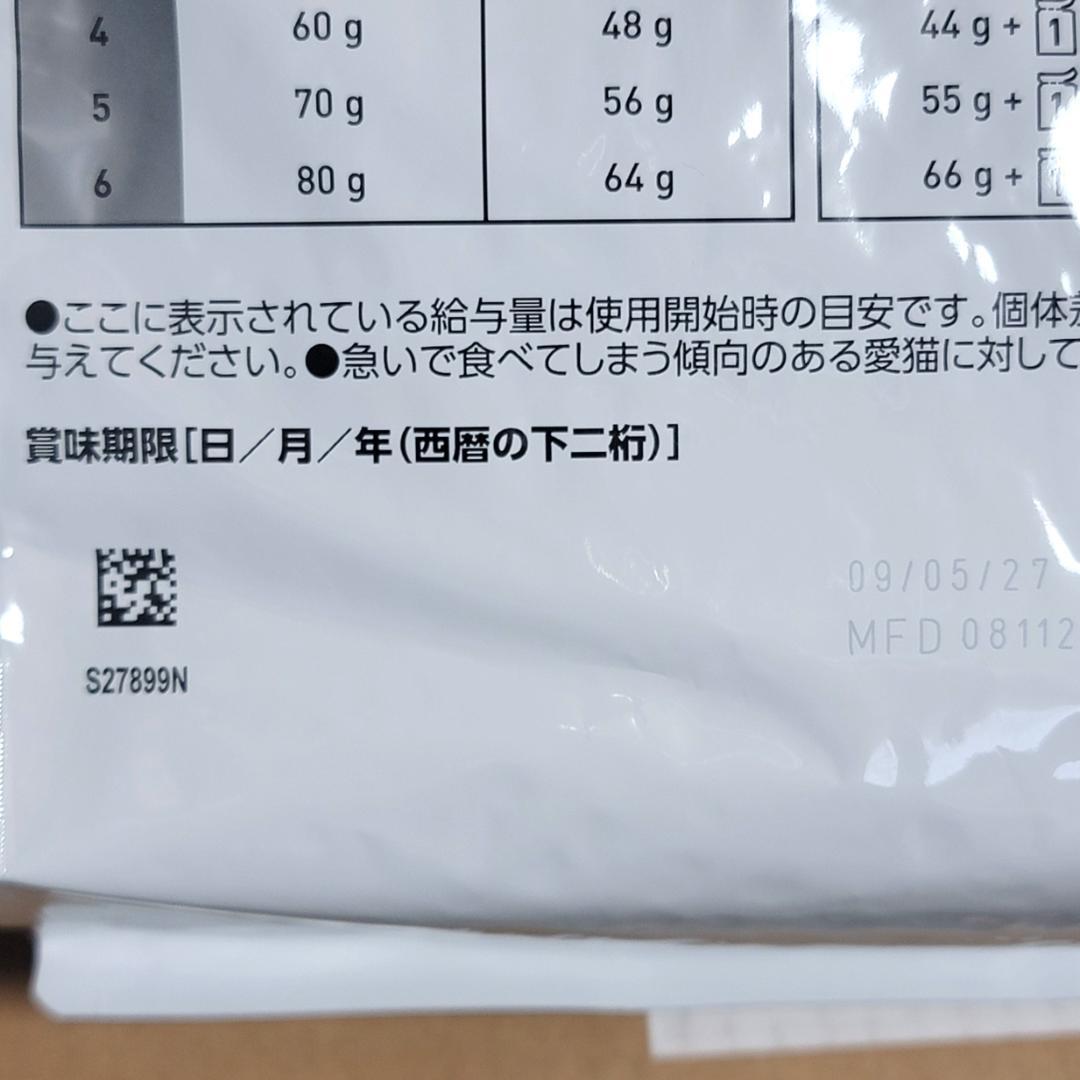 4 60 g 48 g 44 g + 1
5 70 g 56 g 55 g + 1
6 80 g 64 g 66 g + 1
●ここに表示されている給与量は使用開始時の目安です。個体
与えてください。●急いで食べてしまう傾向のある愛猫に対して
賞味期限[日／月／年(西暦の下二桁)]
09/05/27
MFD 08112
S27899N